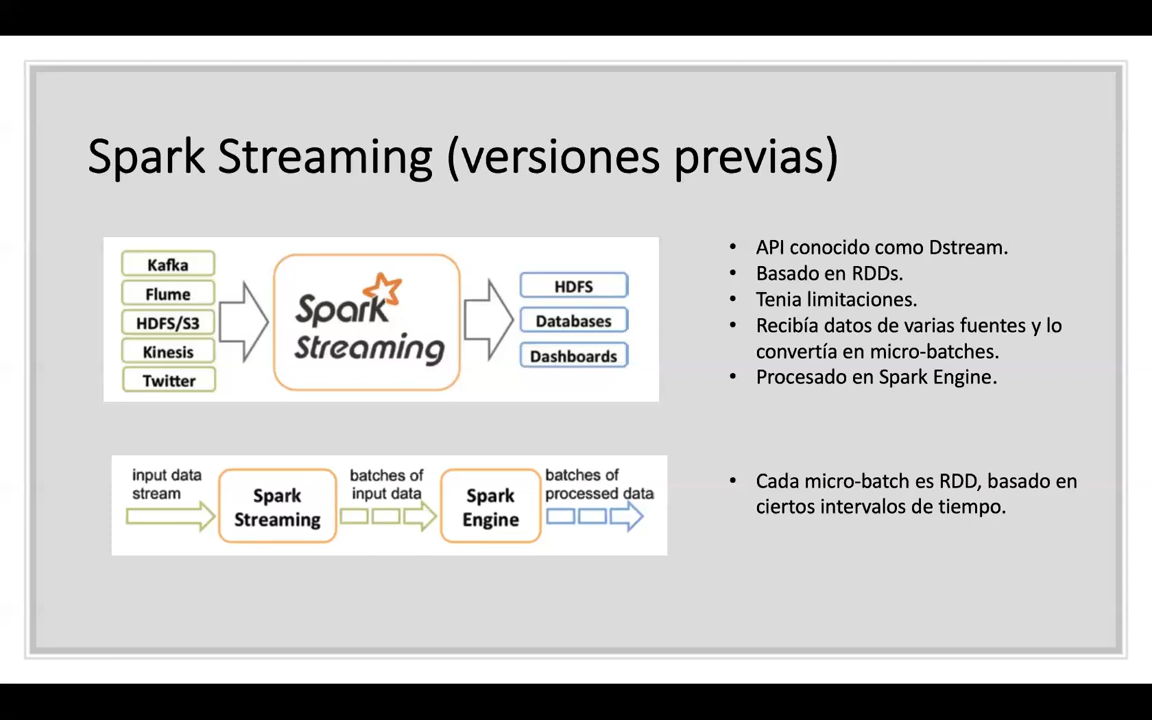 Spark Streaming (versiones previas)
Kafka
Flume
HDFS/S3
Kinesis
Twitter
Spark
Streaming
HDFS
Databases
Dashboards
• API conocido como Dstream.
• Basado en RDDs.
• Tenia limitaciones.
• Recibía datos de varias fuentes y lo
convertía en micro-batches.
• Procesado en Spark Engine.
input data
stream
Spark
Streaming
batches of
input data
Spark
Engine
batches of
processed data
• Cada micro-batch es RDD, basado en
ciertos intervalos de tiempo.